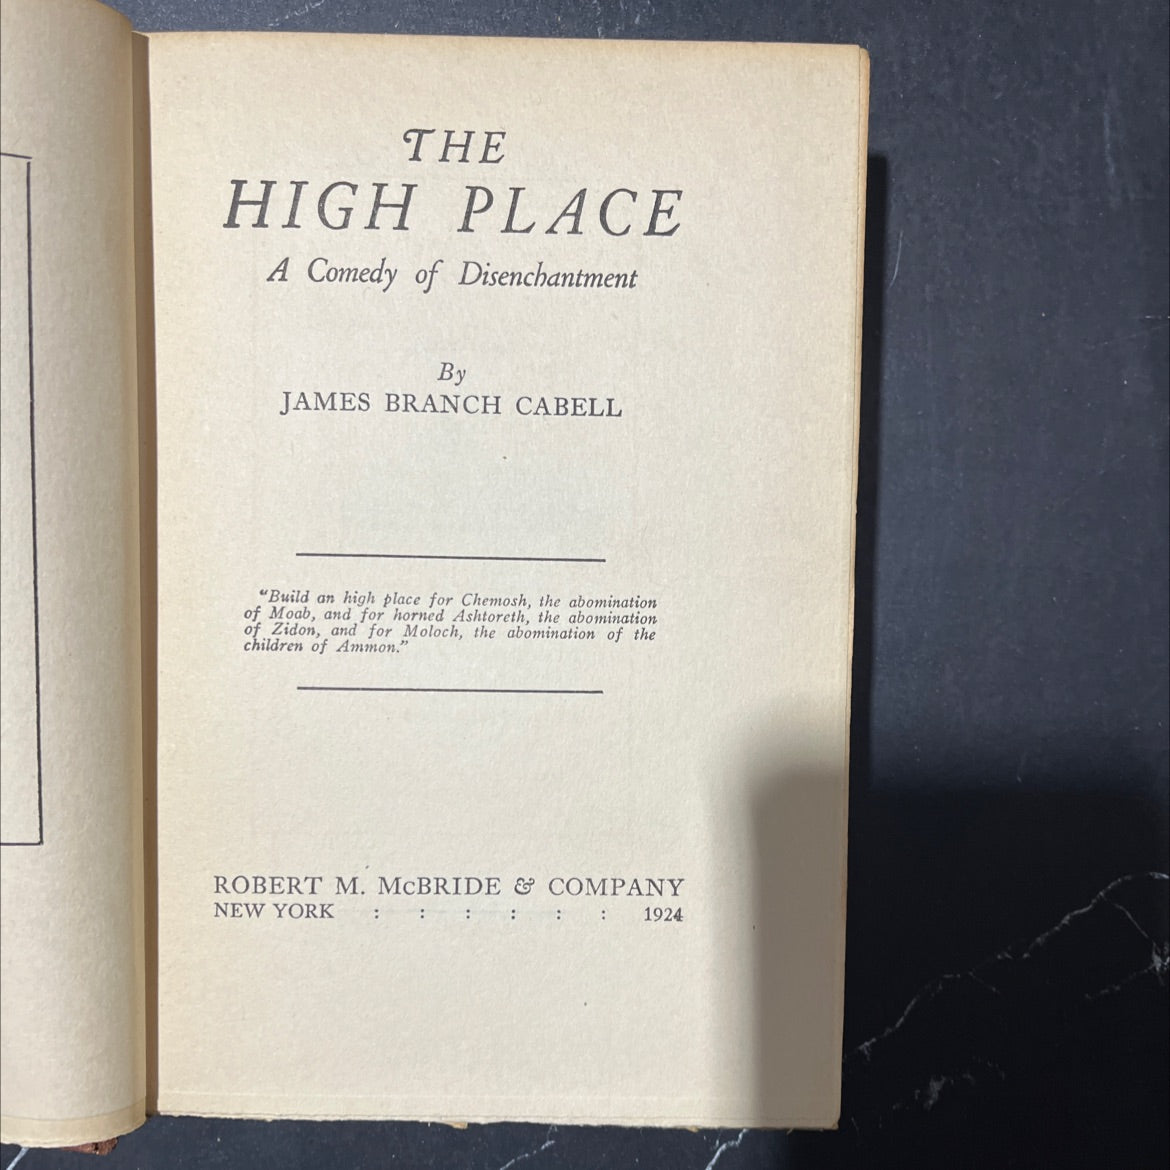 THE
HIGH PLACE
A Comedy of Disenchantment
By
JAMES BRANCH CABELL
"Build an high place for Chemosh, the abomination
of Moab, and for horned Ashtoreth, the abomination
of Zidon, and for Moloch, the abomination of the
children of Ammon."
ROBERT M. McBRIDE & COMPANY
NEW YORK : : : : : : 1924